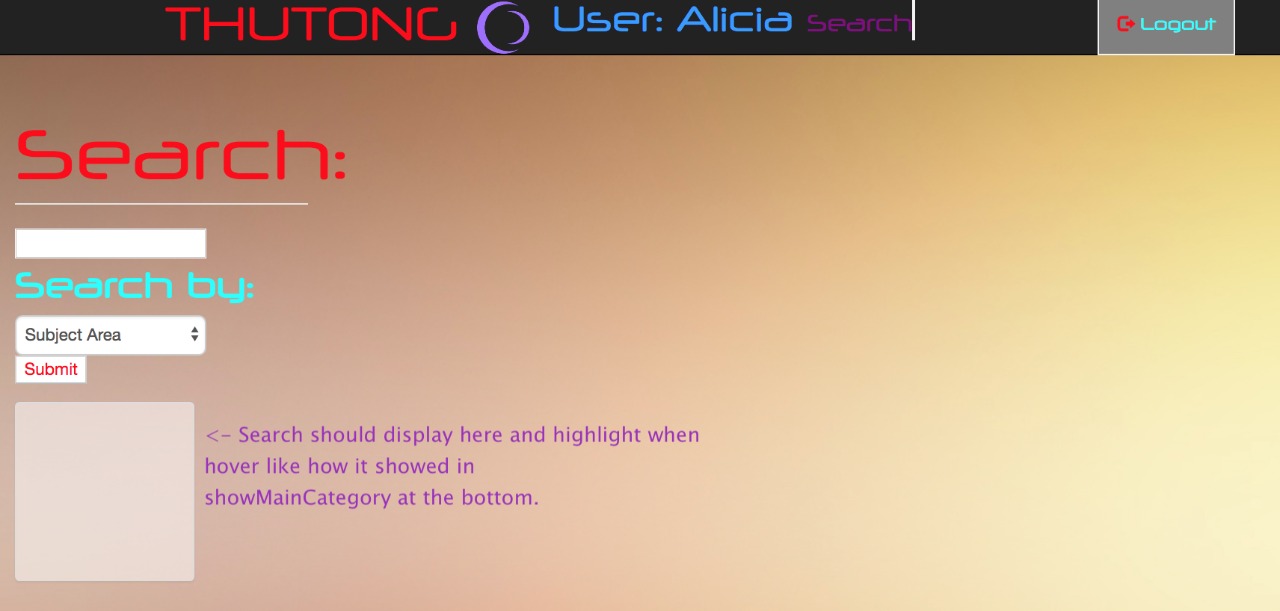 THUTONG User: Alicia Search Logout
Search:
Search by:
Subject Area
Submit
<- Search should display here and highlight when
hover like how it showed in
showMainCategory at the bottom.